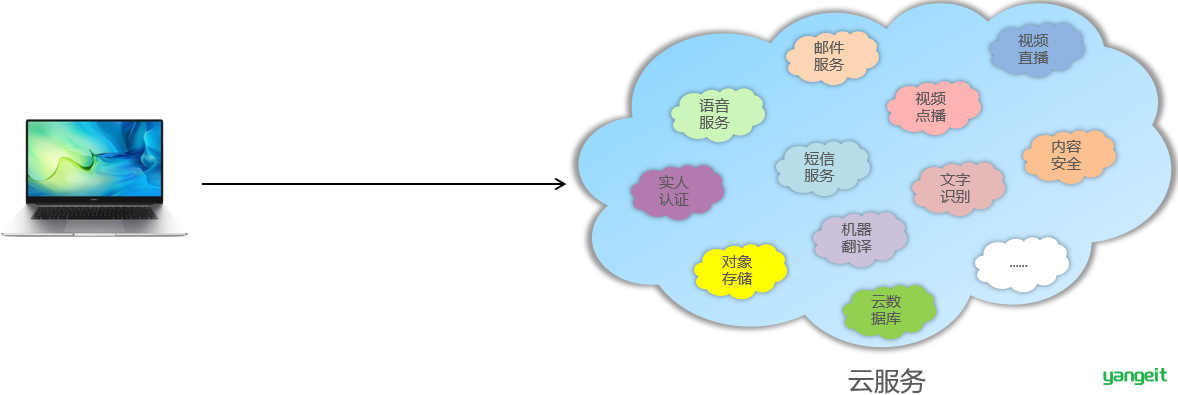 邮件
服务
视频
直播
语音
服务
视频
点播
短信
服务
内容
安全
实人
认证
文字
识别
机器
翻译
对象
存储
......
云数
据库
云服务
yangeit